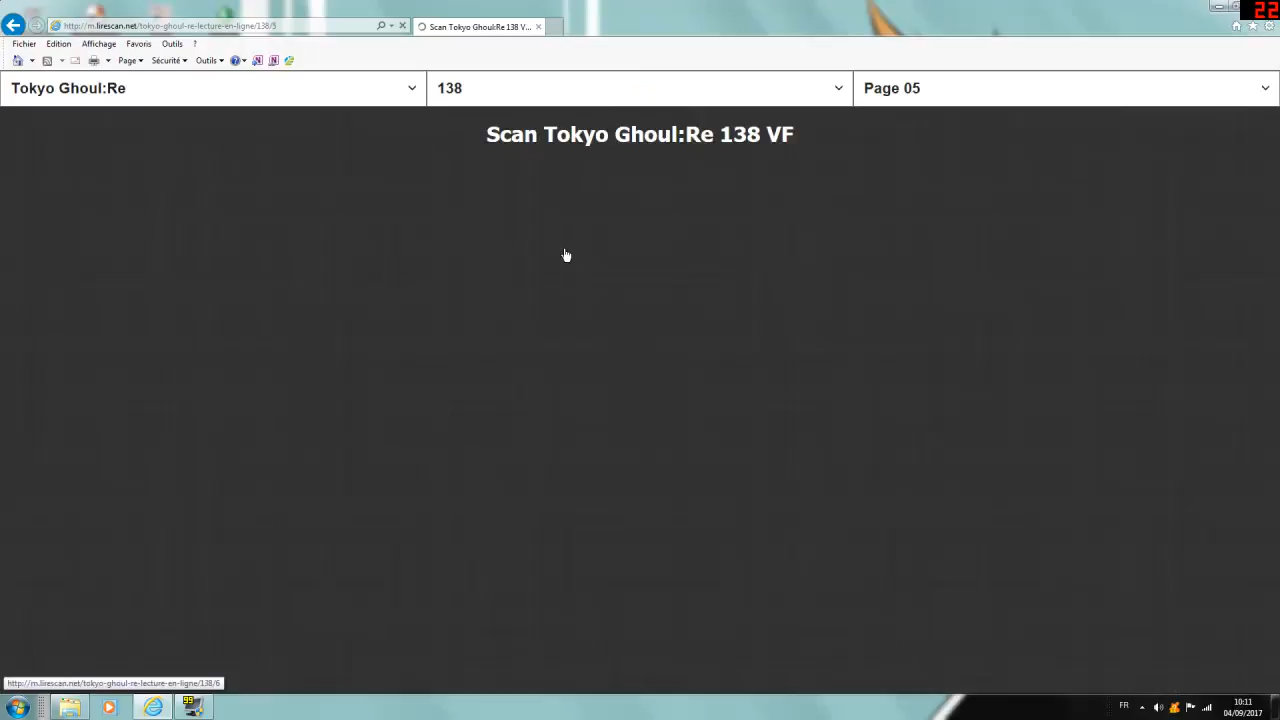 22
http://m.lirescan.net/tokyo-ghoul-re-lecture-en-ligne/138/5
Scan Tokyo Ghoul:Re 138 V...
Fichier Edition Affichage Favoris Outils ?
Page Sécurité Outils
Tokyo Ghoul:Re 138 Page 05
Scan Tokyo Ghoul:Re 138 VF
http://m.lirescan.net/tokyo-ghoul-re-lecture-en-ligne/138/6
99
FR 10:11
04/09/2017